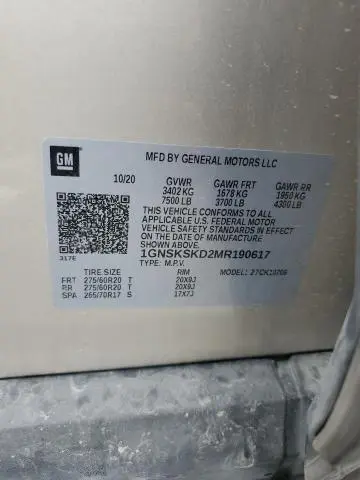 GM
MFD BY GENERAL MOTORS LLC
10/20 GVWR GAWR FRT GAWR RR
3402 KG 1678 KG 1950 KG
7500 LB 3700 LB 4300 LB
THIS VEHICLE CONFORMS TO ALL
APPLICABLE U.S. FEDERAL MOTOR
VEHICLE SAFETY STANDARDS IN EFFECT
ON THE DATE OF MANUFACTURE
SHOWN ABOVE.
1GNSKSKD2MR190617
317E TYPE: M.P.V.
TIRE SIZE RIM MODEL:
FRT 275/60R20 T 20X9J
RR 275/60R20 T 20X9J
SPA 265/70R17 S 17X7J